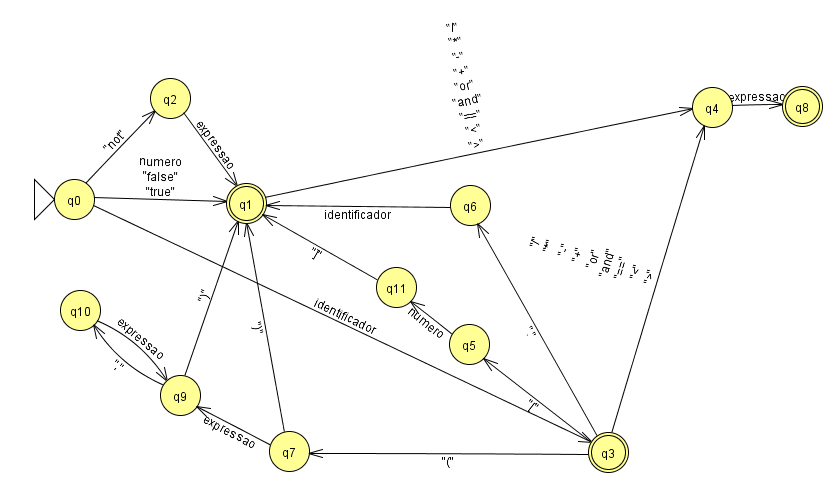 "/"
"*"
"-"
"+"
"or"
"and"
"=="
"<"
">"
q2
q4
expressao
q8
"not"
expressao
numero
"false"
"true"
q0
q1
q6
identificador
"/"
"*"
"-"
"+"
"or"
"and"
"=="
"<"
">"
"]"
q11
")"
identificador
q10
expressao
numero
"."
")"
q5
","
q9
"["
expressao
q7
"("
q3